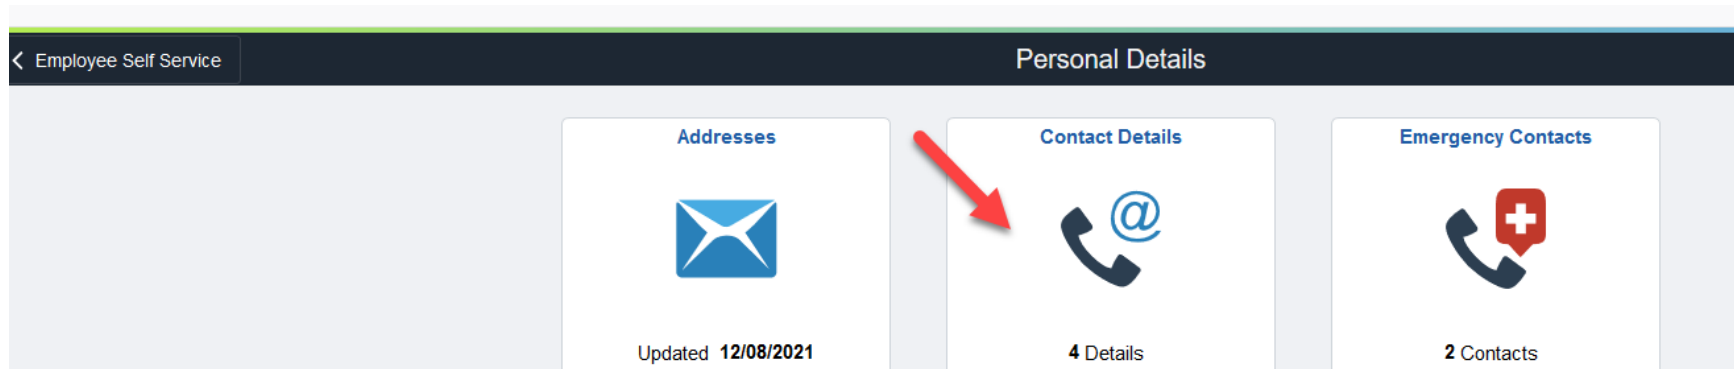 Employee Self Service
Personal Details
Addresses
Contact Details
Emergency Contacts
@
Updated 12/08/2021
4 Details
2 Contacts